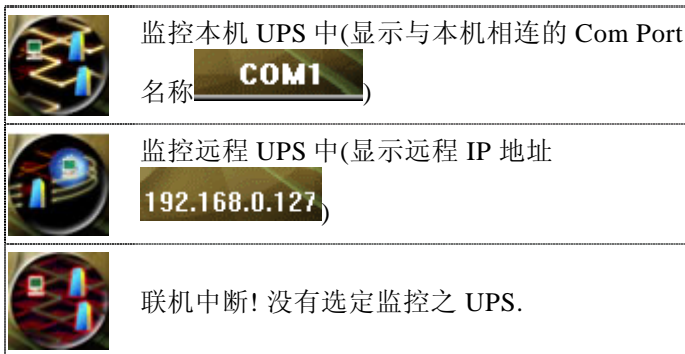 监控本机 UPS 中(显示与本机相连的 Com Port
名称 COM1 )
监控远程 UPS 中(显示远程 IP 地址
192.168.0.127 )
联机中断! 没有选定监控之 UPS.